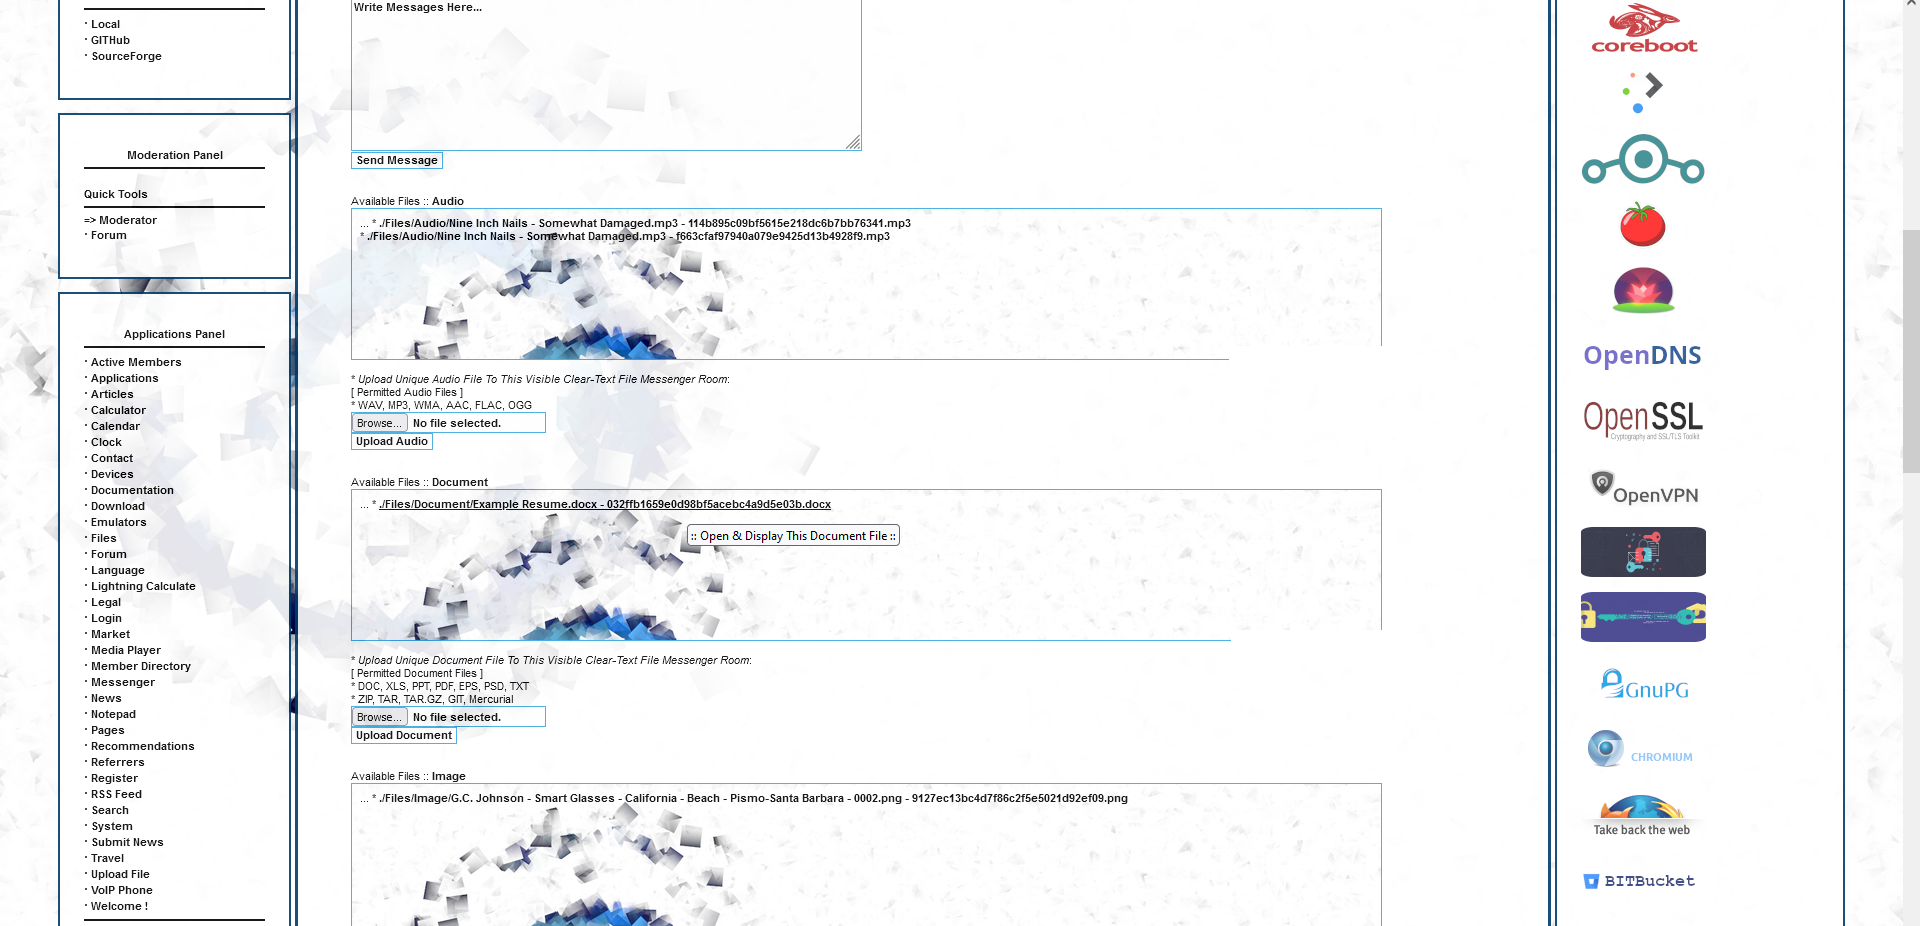 · Local
· GITHub
· SourceForge
Moderation Panel
Quick Tools
=> Moderator
· Forum
Applications Panel
· Active Members
· Applications
· Articles
· Calculator
· Calendar
· Clock
· Contact
· Devices
· Documentation
· Download
· Emulators
· Files
· Forum
· Language
· Lightning Calculate
· Legal
· Login
· Market
· Media Player
· Member Directory
· Messenger
· News
· Notepad
· Pages
· Recommendations
· Referrers
· Register
· RSS Feed
· Search
· System
· Submit News
· Travel
· Upload File
· VoIP Phone
· Welcome !
Write Messages Here...
Send Message
Available Files :: Audio
... * ./Files/Audio/Nine Inch Nails - Somewhat Damaged.mp3 - 114b895c09bf5615e218dc6b7bb76341.mp3
* ./Files/Audio/Nine Inch Nails - Somewhat Damaged.mp3 - f663cfaf97940a079e9425d13b4928f9.mp3
* Upload Unique Audio File To This Visible Clear-Text File Messenger Room:
[ Permitted Audio Files ]
* WAV, MP3, WMA, AAC, FLAC, OGG
Browse... No file selected.
Upload Audio
Available Files :: Document
... * ./Files/Document/Example Resume.docx - 032ffb1659e0d98bf5acebc4a9d5e03b.docx
:: Open & Display This Document File ::
* Upload Unique Document File To This Visible Clear-Text File Messenger Room:
[ Permitted Document Files ]
* DOC, XLS, PPT, PDF, EPS, PSD, TXT
* ZIP, TAR, TAR.GZ, GIT, Mercurial
Browse... No file selected.
Upload Document
Available Files :: Image
... * ./Files/Image/G.C. Johnson - Smart Glasses - California - Beach - Pismo-Santa Barbara - 0002.png - 9127ec13bc4d7f86c2f5e5021d92ef09.png
coreboot
OpenDNS
OpenSSL
Cryptography and SSL/TLS Toolkit
OpenVPN
GnuPG
CHROMIUM
Take back the web
BITBucket